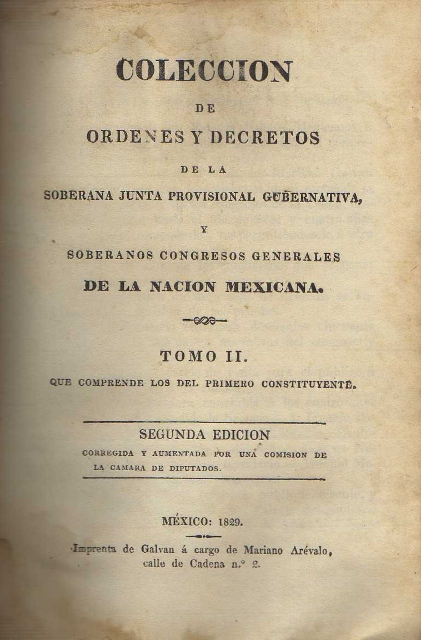 COLECCION
DE
ORDENES Y DECRETOS
DE LA
SOBERANA JUNTA PROVISIONAL GUBERNATIVA,
Y
SOBERANOS CONGRESOS GENERALES
DE LA NACION MEXICANA.
TOMO II.
QUE COMPRENDE LOS DEL PRIMERO CONSTITUYENTE.
SEGUNDA EDICION
CORREGIDA Y AUMENTADA POR UNA COMISION DE
LA CAMARA DE DIPUTADOS.
MÉXICO: 1829.
Imprenta de Galvan á cargo de Mariano Arévalo,
calle de Cadena n.º 2.